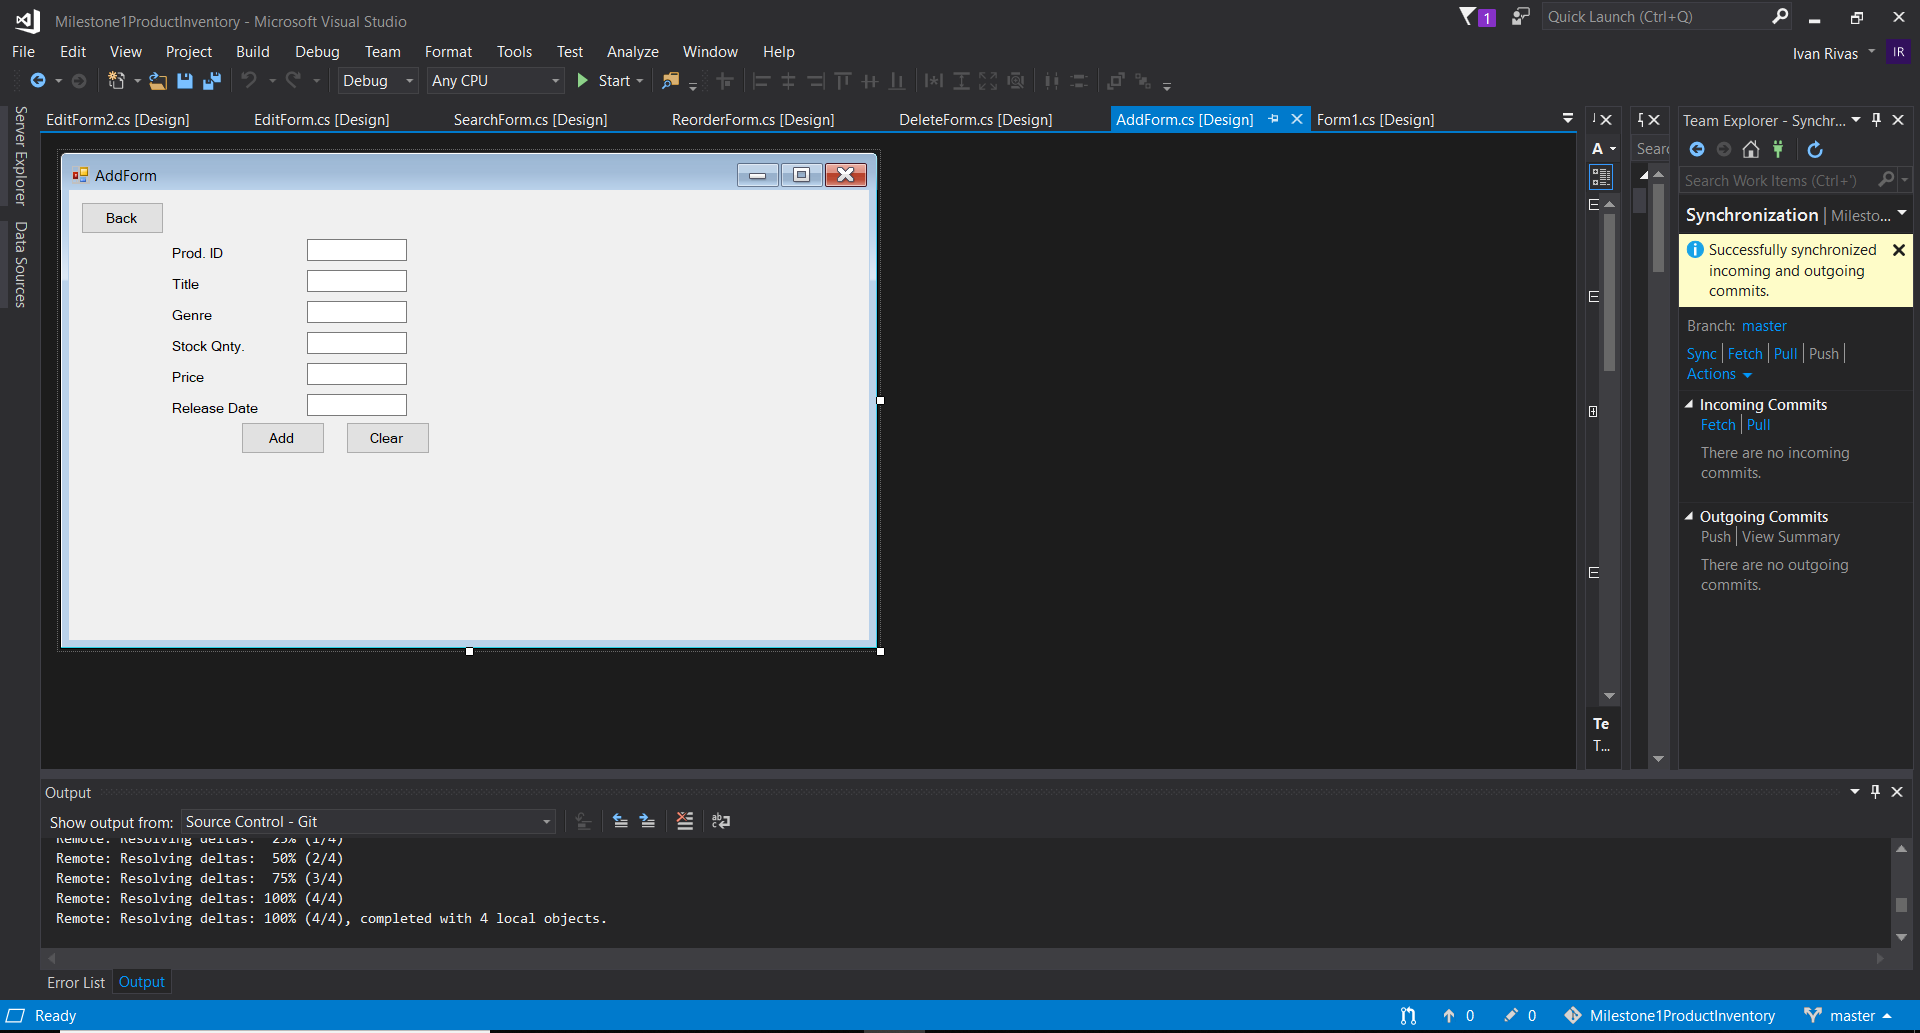 Milestone1ProductInventory - Microsoft Visual Studio
1
Quick Launch (Ctrl+Q)
File Edit View Project Build Debug Team Format Tools Test Analyze Window Help
Ivan Rivas IR
Debug Any CPU Start
Server Explorer
Data Sources
EditForm2.cs [Design] EditForm.cs [Design] SearchForm.cs [Design] ReorderForm.cs [Design] DeleteForm.cs [Design] AddForm.cs [Design] Form1.cs [Design]
AddForm
Back
Prod. ID
Title
Genre
Stock Qnty.
Price
Release Date
Add Clear
A
Te
T...
Sear
Team Explorer - Synchr...
Search Work Items (Ctrl+')
Synchronization | Milesto...
Successfully synchronized
incoming and outgoing
commits.
Branch: master
Sync | Fetch | Pull | Push |
Actions
Incoming Commits
Fetch | Pull
There are no incoming
commits.
Outgoing Commits
Push | View Summary
There are no outgoing
commits.
Output
Show output from: Source Control - Git
Remote: Resolving deltas: 25% (1/4)
Remote: Resolving deltas: 50% (2/4)
Remote: Resolving deltas: 75% (3/4)
Remote: Resolving deltas: 100% (4/4)
Remote: Resolving deltas: 100% (4/4), completed with 4 local objects.
Error List Output
Ready
0 0 Milestone1ProductInventory master